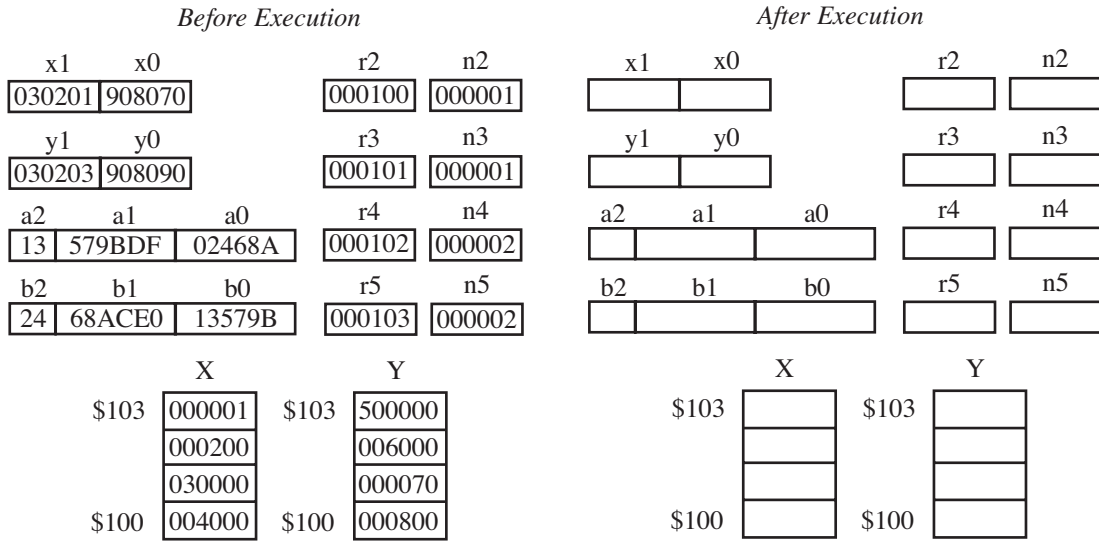 Before Execution After Execution
x1 x0 r2 n2 x1 x0 r2 n2
030201 908070 000100 000001
y1 y0 r3 n3 y1 y0 r3 n3
030203 908090 000101 000001
a2 a1 a0 r4 n4 a2 a1 a0 r4 n4
13 579BDF 02468A 000102 000002
b2 b1 b0 r5 n5 b2 b1 b0 r5 n5
24 68ACE0 13579B 000103 000002
X Y X Y
$103 000001 $103 500000 $103 $103
000200 006000
030000 000070
$100 004000 $100 000800 $100 $100